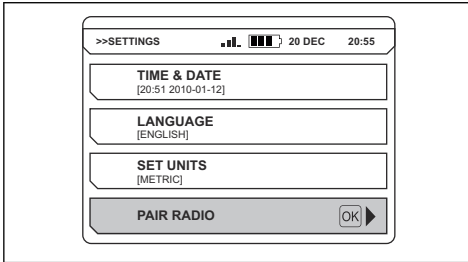 >>SETTINGS 20 DEC 20:55
TIME & DATE
[20:51 2010-01-12]
LANGUAGE
[ENGLISH]
SET UNITS
[METRIC]
PAIR RADIO OK